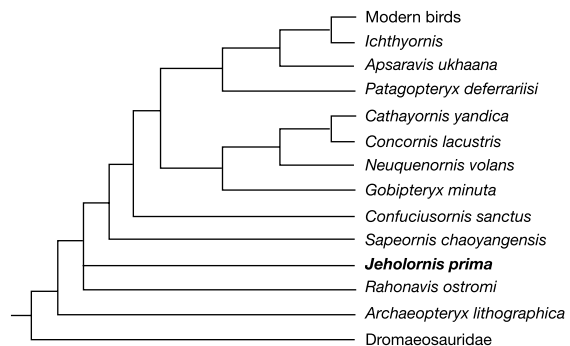 Modern birds
Ichthyornis
Apsaravis ukhaana
Patagopteryx deferrariisi
Cathayornis yandica
Concornis lacustris
Neuquenornis volans
Gobipteryx minuta
Confuciusornis sanctus
Sapeornis chaoyangensis
Jeholornis prima
Rahonavis ostromi
Archaeopteryx lithographica
Dromaeosauridae